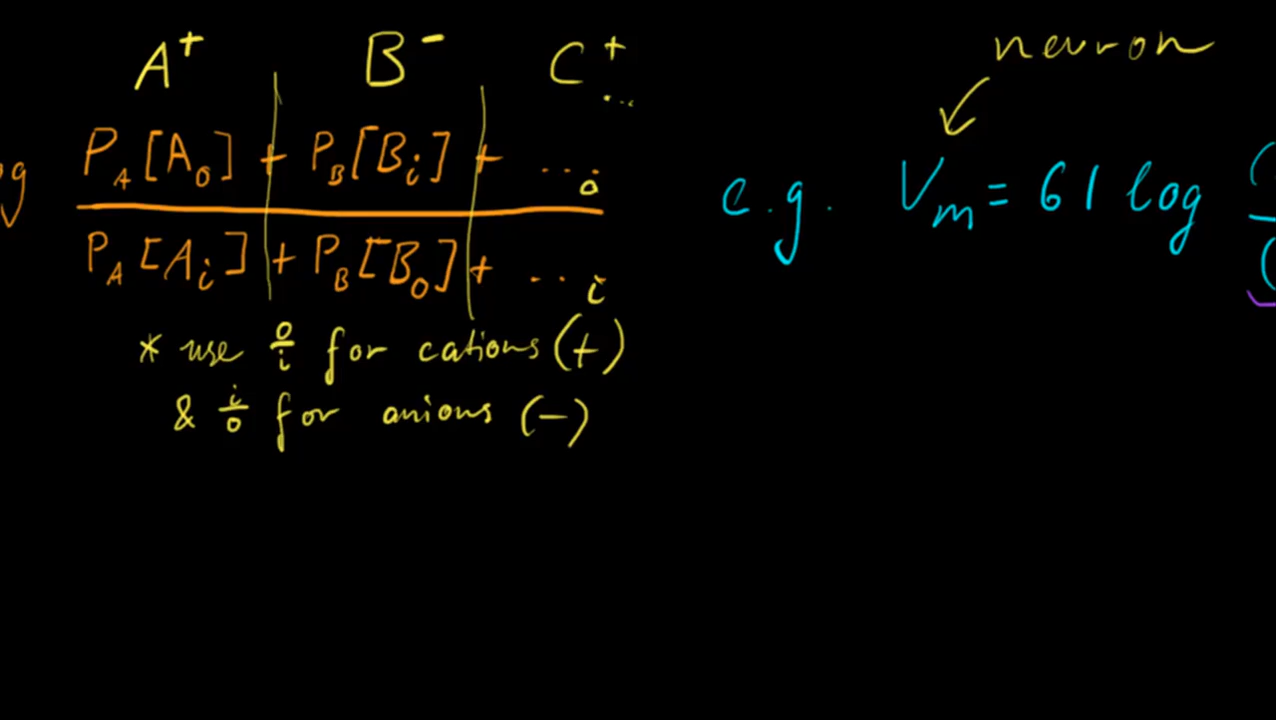 A⁺ B⁻ C⁺ ...
neuron
P_A[A_o] + P_B[B_i] + ... o
P_A[A_i] + P_B[B_o] + ... i
e.g. V_m = 61 log
* use o/i for cations (+)
& i/o for anions (-)